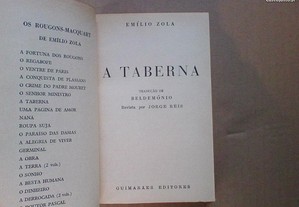 OS ROUGONS-MACQUART
DE EMÍLIO ZOLA
A FORTUNA DOS ROUGONS
O REGABOFE
O VENTRE DE PARIS
A CONQUISTA DE PLASSANS
O CRIME DO PADRE MOURET
O SENHOR MINISTRO
A TABERNA
UMA PÁGINA DE AMOR
NANA
ROUPA SUJA
O PARAISO DAS DAMAS
A ALEGRIA DE VIVER
GERMINAL
A OBRA
A TERRA (2 vols.)
O SONHO
A BESTA HUMANA
O DINHEIRO
A DERROCADA (2 vols.)
O DOUTOR PASCAL
EMÍLIO ZOLA
A TABERNA
TRADUÇÃO DE
BELDEMÓNIO
Revista por JORGE REIS
GUIMARÃES EDITORES